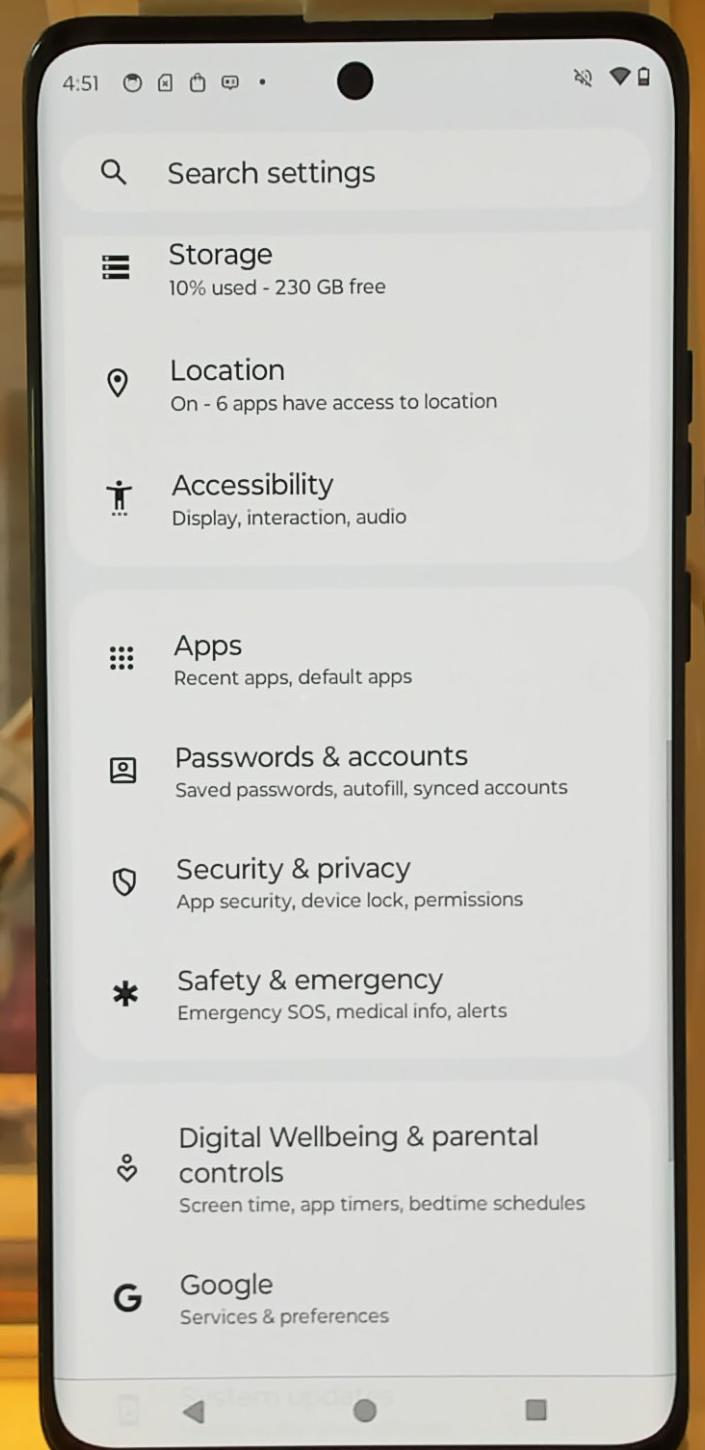 4:51
Search settings
Storage
10% used - 230 GB free
Location
On - 6 apps have access to location
Accessibility
Display, interaction, audio
Apps
Recent apps, default apps
Passwords & accounts
Saved passwords, autofill, synced accounts
Security & privacy
App security, device lock, permissions
Safety & emergency
Emergency SOS, medical info, alerts
Digital Wellbeing & parental
controls
Screen time, app timers, bedtime schedules
G Google
Services & preferences
System updates